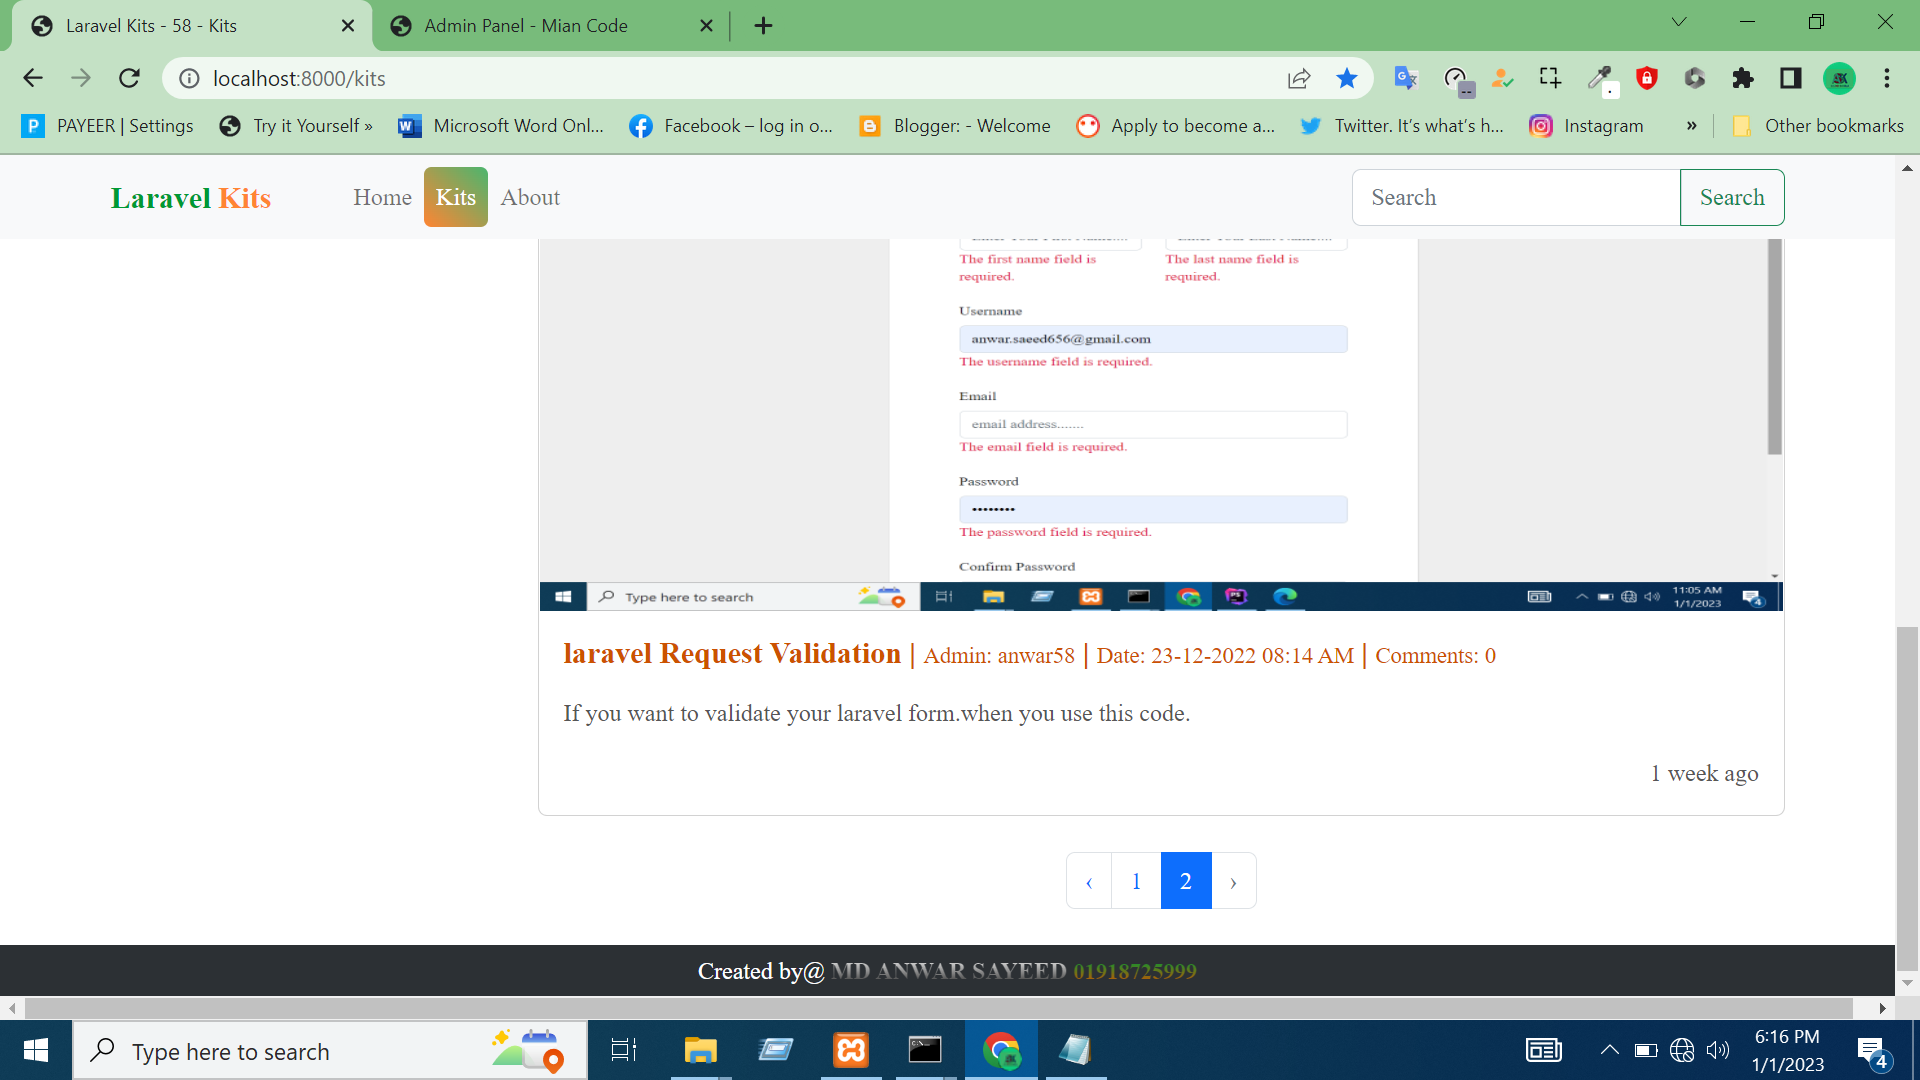 Laravel Kits - 58 - Kits
Admin Panel - Mian Code
localhost:8000/kits
PAYEER | Settings
Try it Yourself »
Microsoft Word Onl...
Facebook – log in o...
Blogger: - Welcome
Apply to become a...
Twitter. It's what's h...
Instagram
»
Other bookmarks
Laravel Kits
Home
Kits
About
Search
Search
The first name field is
required.
The last name field is
required.
Username
anwar.saeed656@gmail.com
The username field is required.
Email
email address.......
The email field is required.
Password
••••••••
The password field is required.
Confirm Password
Type here to search
11:05 AM
1/1/2023
4
laravel Request Validation | Admin: anwar58 | Date: 23-12-2022 08:14 AM | Comments: 0
If you want to validate your laravel form.when you use this code.
1 week ago
‹ 1 2 ›
Created by@ MD ANWAR SAYEED 01918725999
Type here to search
6:16 PM
1/1/2023
4